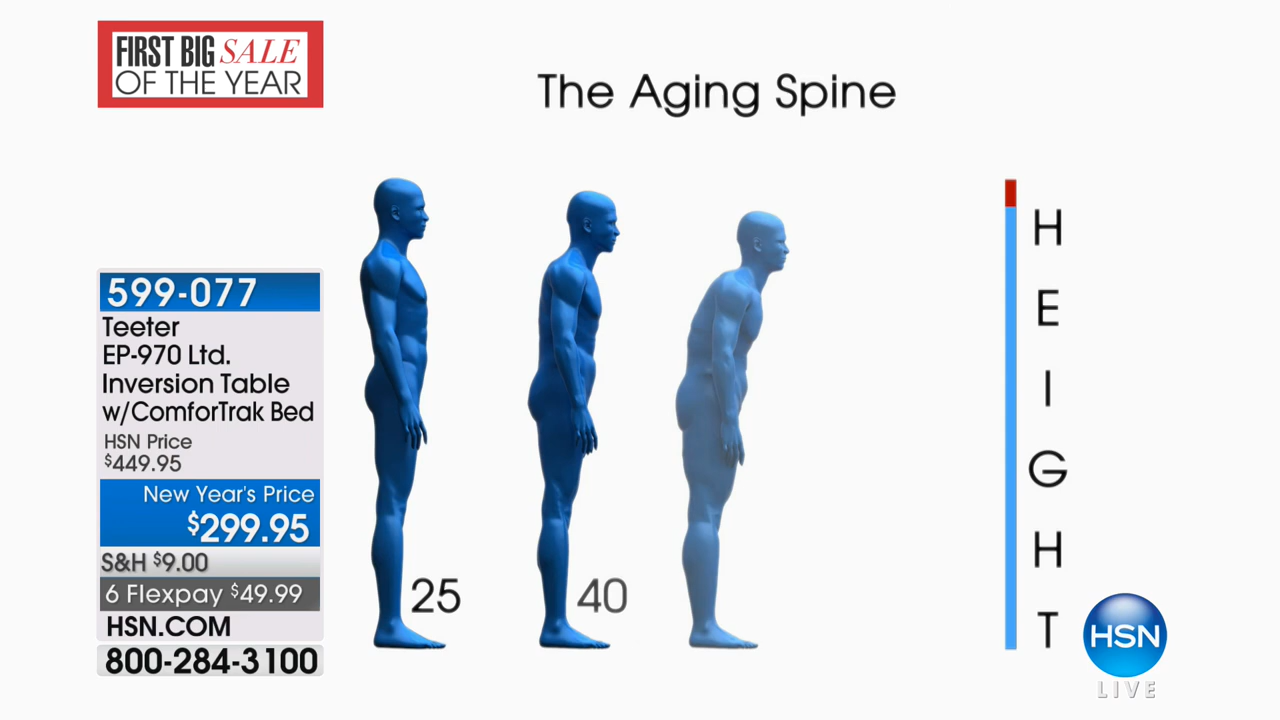 FIRST BIG SALE
OF THE YEAR
The Aging Spine
599-077
Teeter
EP-970 Ltd.
Inversion Table
w/ComforTrak Bed
HSN Price
$449.95
New Year's Price
$299.95
S&H $9.00
6 Flexpay $49.99
HSN.COM
800-284-3100
25
40
H
E
I
G
H
T
HSN
LIVE